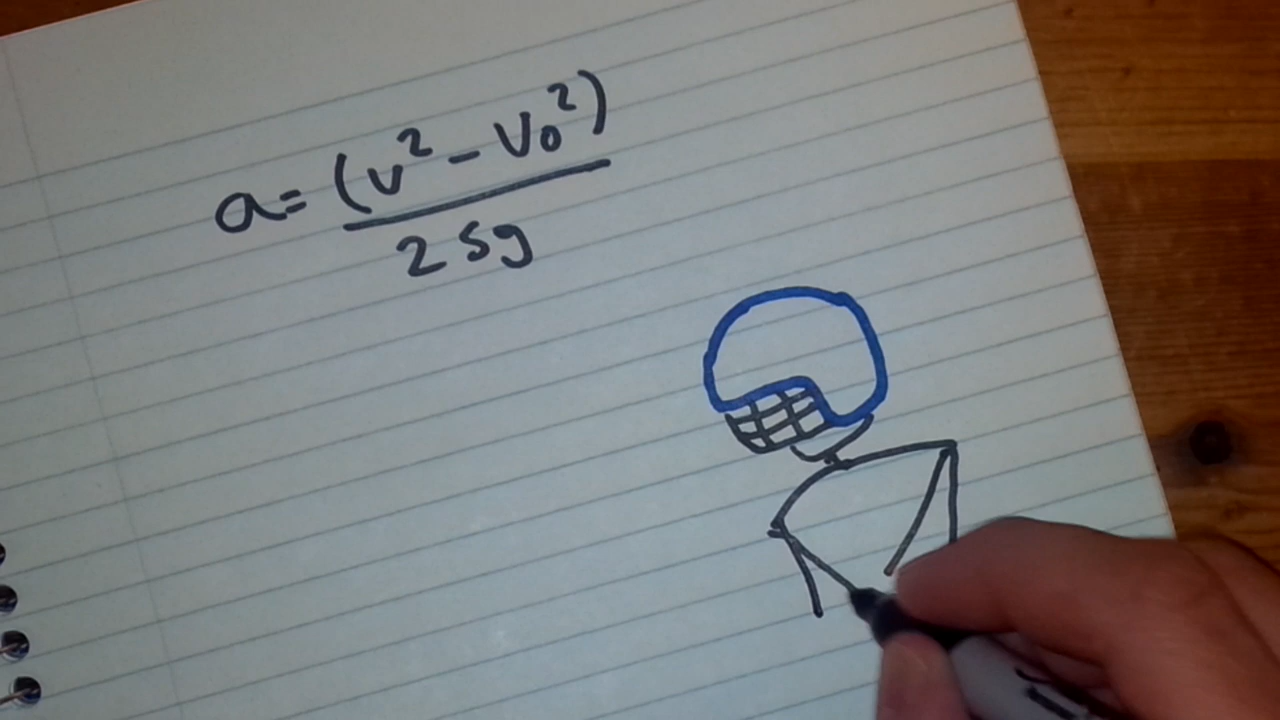 a = (v² - v₀²)
2sg